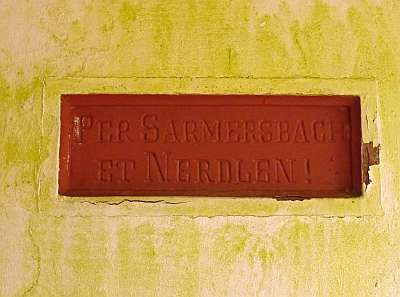 PER SARMERSBACH
ET NERDLEN!